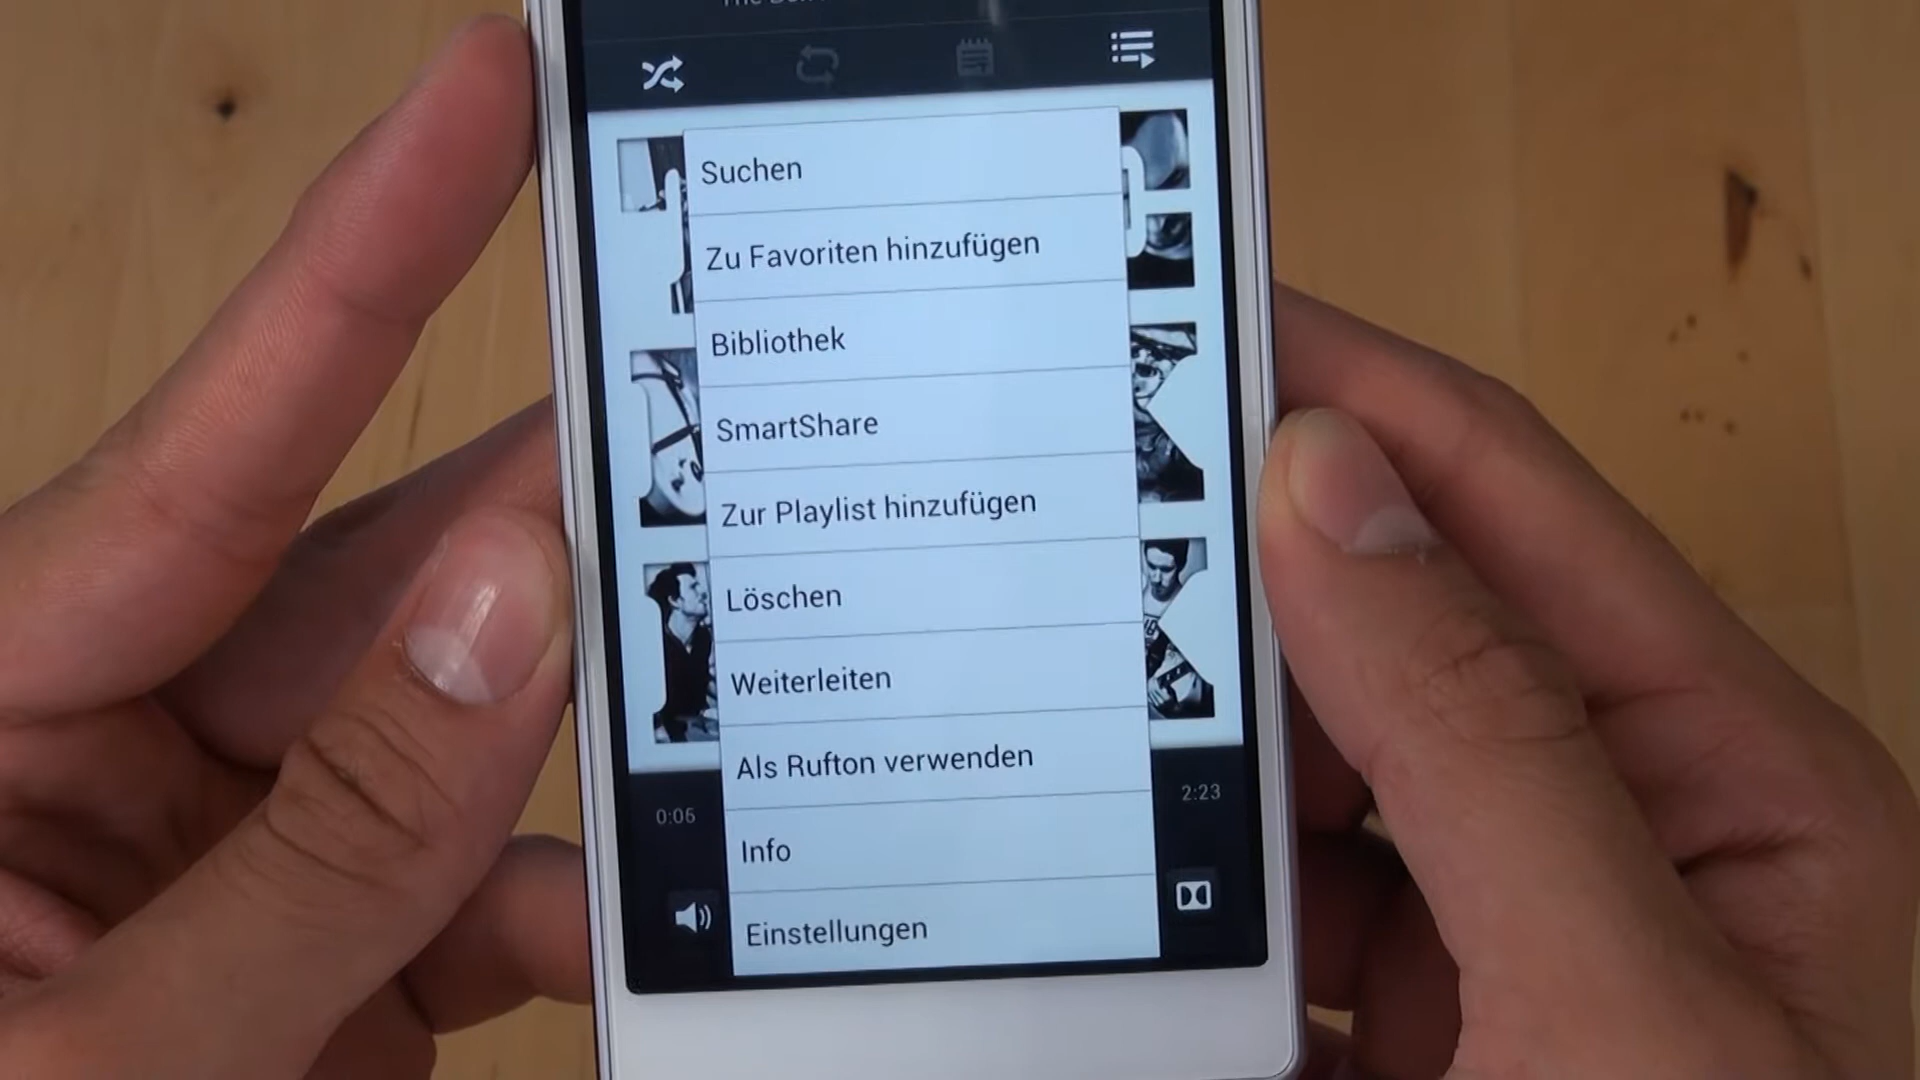 Suchen
Zu Favoriten hinzufügen
Bibliothek
SmartShare
Zur Playlist hinzufügen
Löschen
Weiterleiten
Als Rufton verwenden
0:06
2:23
Info
Einstellungen